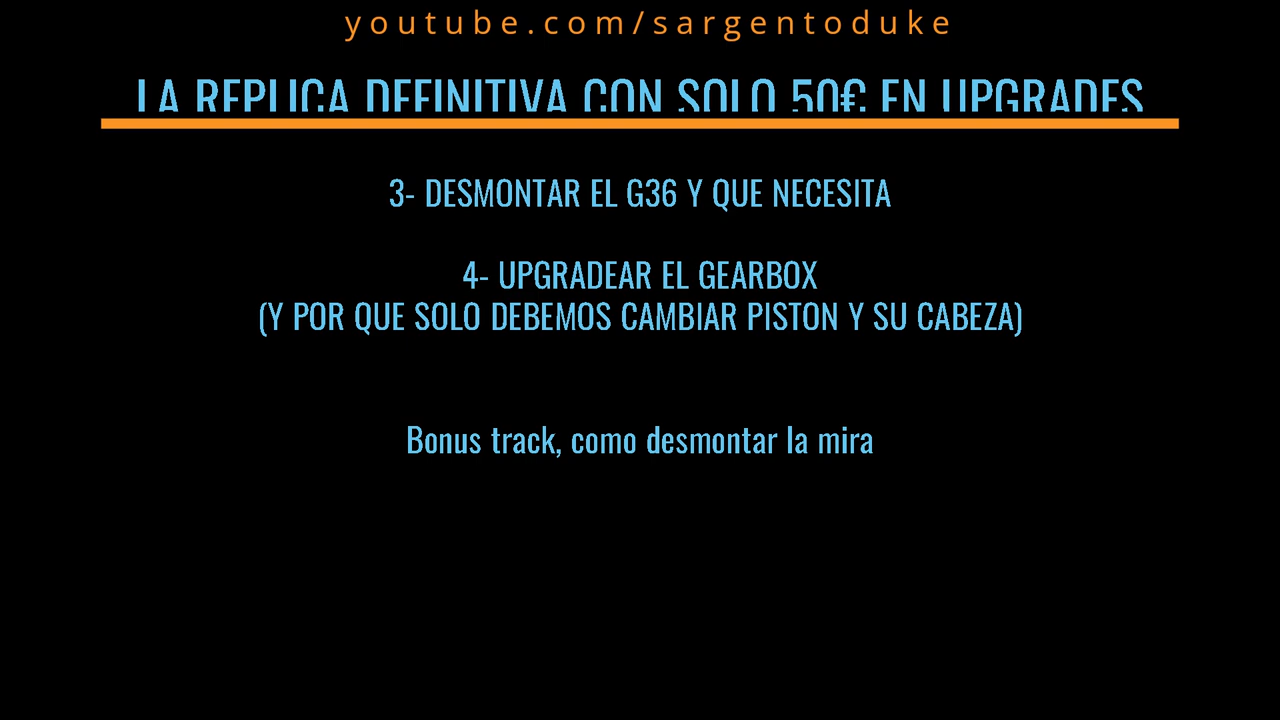 youtube.com/sargentoduke
LA REPLICA DEFINITIVA CON SOLO 50€ EN UPGRADES
3- DESMONTAR EL G36 Y QUE NECESITA
4- UPGRADEAR EL GEARBOX
(Y POR QUE SOLO DEBEMOS CAMBIAR PISTON Y SU CABEZA)
Bonus track, como desmontar la mira